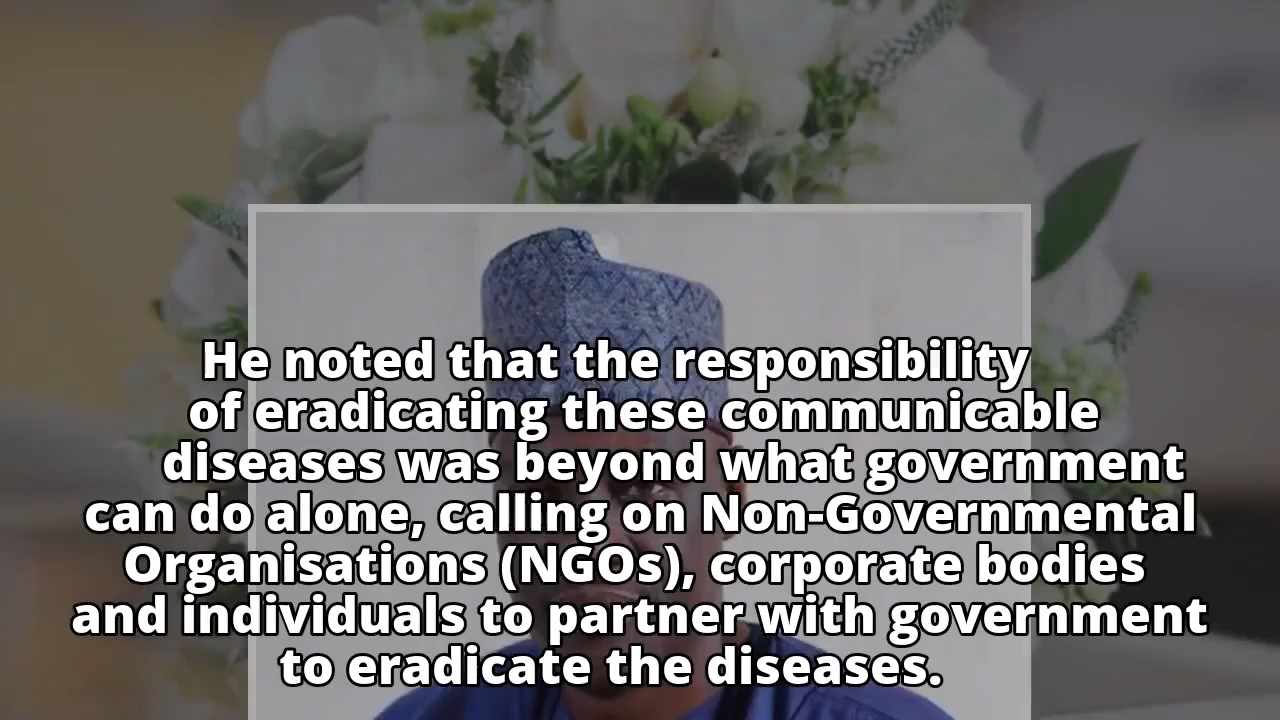 He noted that the responsibility
of eradicating these communicable
diseases was beyond what government
can do alone, calling on Non-Governmental
Organisations (NGOs), corporate bodies
and individuals to partner with government
to eradicate the diseases.